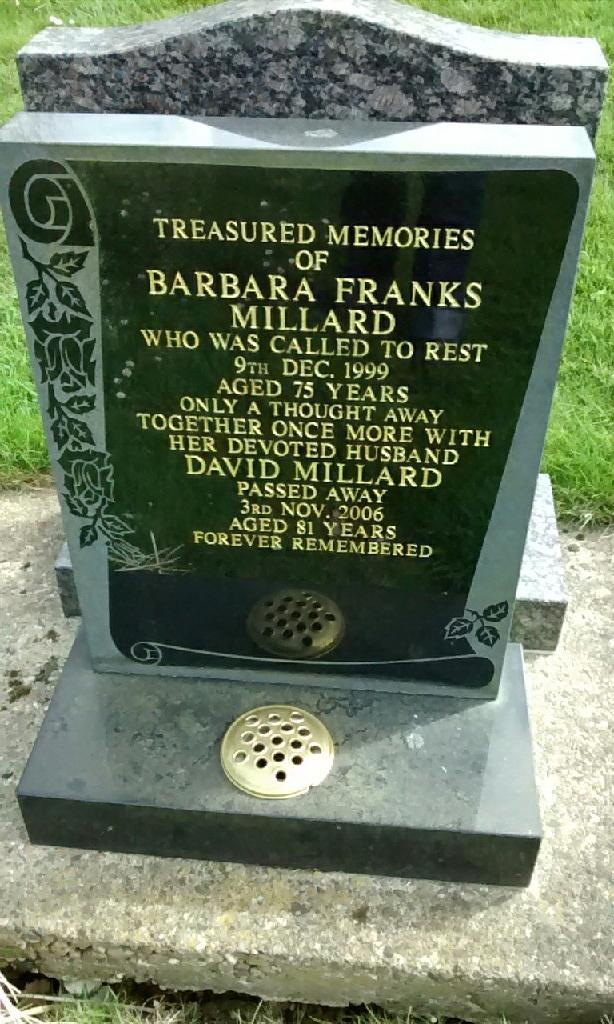 TREASURED MEMORIES
OF
BARBARA FRANKS
MILLARD
WHO WAS CALLED TO REST
9TH DEC. 1999
AGED 75 YEARS
ONLY A THOUGHT AWAY
TOGETHER ONCE MORE WITH
HER DEVOTED HUSBAND
DAVID MILLARD
PASSED AWAY
3RD NOV. 2006
AGED 81 YEARS
FOREVER REMEMBERED